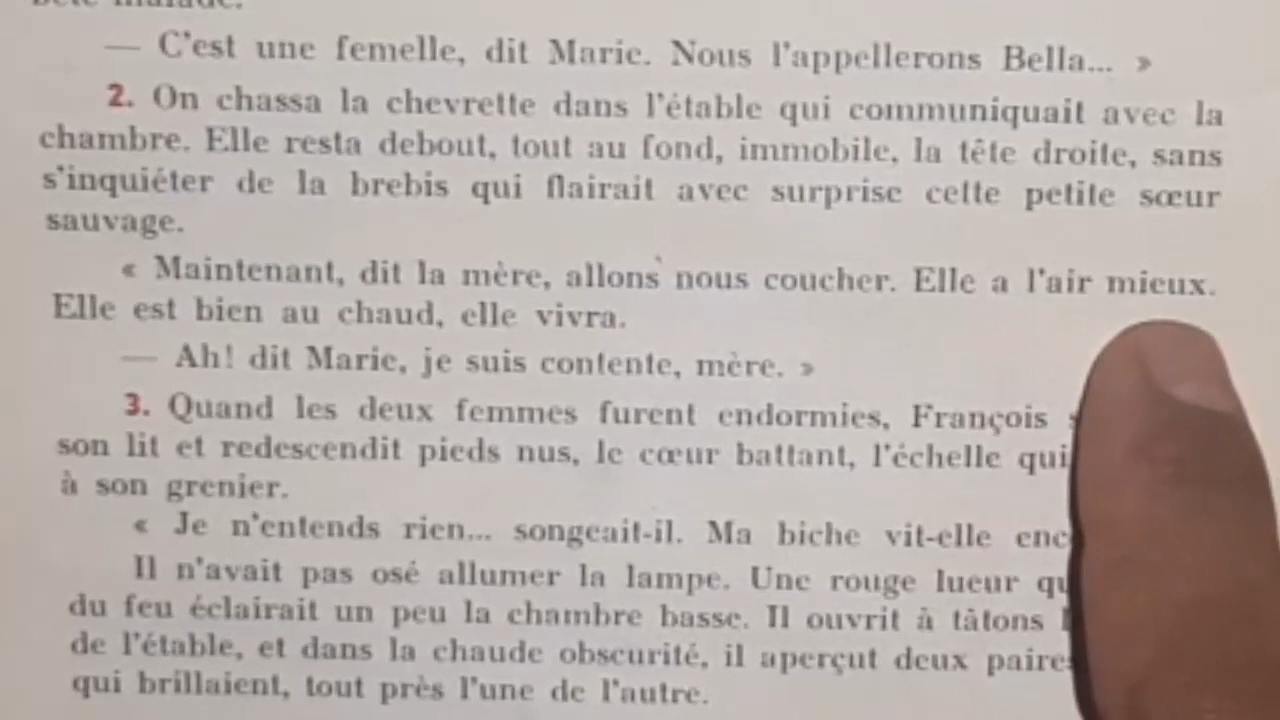 — C'est une femelle, dit Marie. Nous l'appellerons Bella... »
2. On chassa la chevrette dans l'étable qui communiquait avec la
chambre. Elle resta debout, tout au fond, immobile, la tête droite, sans
s'inquiéter de la brebis qui flairait avec surprise cette petite sœur
sauvage.
« Maintenant, dit la mère, allons nous coucher. Elle a l'air mieux.
Elle est bien au chaud, elle vivra.
— Ah! dit Marie, je suis contente, mère. »
3. Quand les deux femmes furent endormies, François
son lit et redescendit pieds nus, le cœur battant, l'échelle qui
à son grenier.
« Je n'entends rien... songeait-il. Ma biche vit-elle
Il n'avait pas osé allumer la lampe. Une rouge lueur
du feu éclairait un peu la chambre basse. Il ouvrit à tâtons
de l'étable, et dans la chaude obscurité, il aperçut deux
qui brillaient, tout près l'une de l'autre.